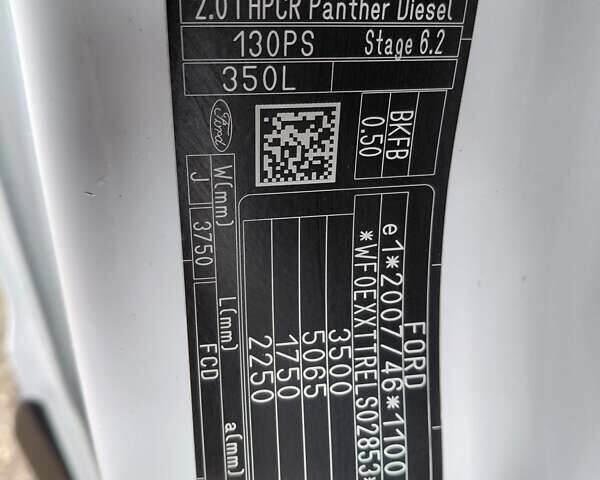 2.0 l HPCR Panther Diesel
130PS Stage 6.2
350L
BKFB
0.50
Ford
W(mm) L(mm) a(mm)
J 3750 FCD
FORD
e1*2007/46*1100
*WF0EXXTTRELS02853*
3500
5065
1750
2250